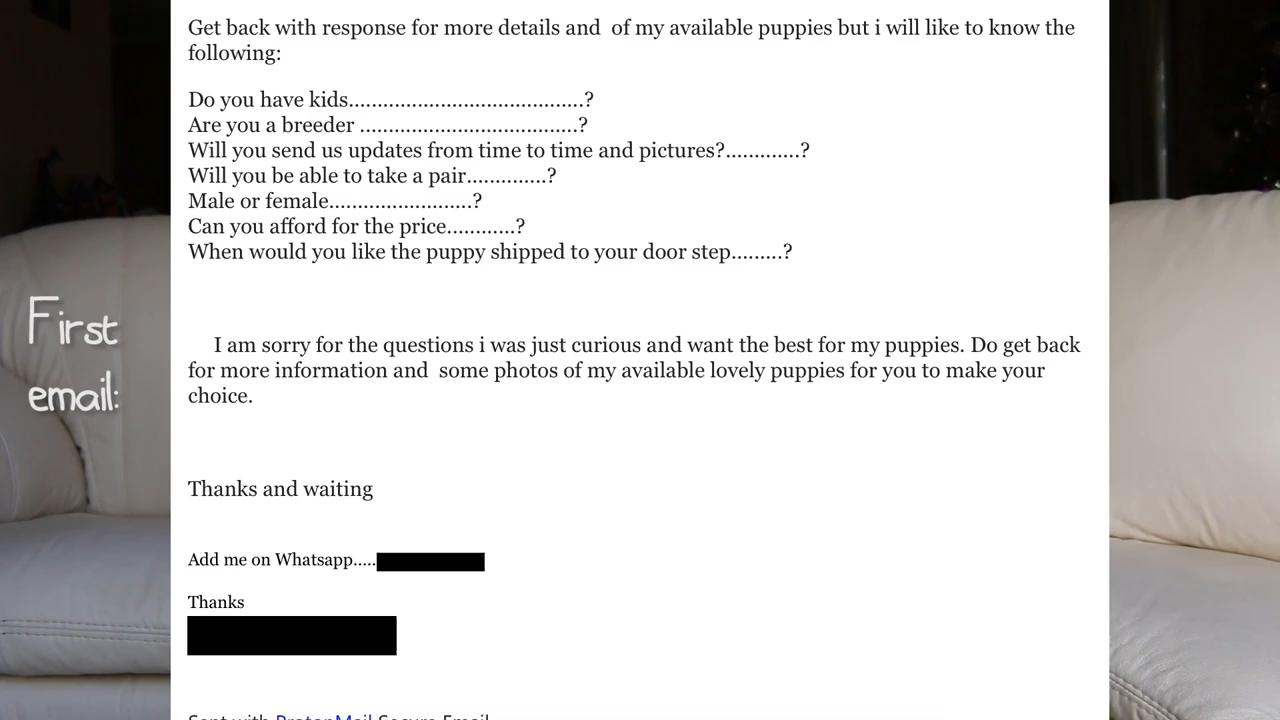 Get back with response for more details and  of my available puppies but i will like to know the
following:
Do you have kids.........................................?
Are you a breeder ......................................?
Will you send us updates from time to time and pictures?.............?
Will you be able to take a pair..............?
Male or female.........................?
Can you afford for the price............?
When would you like the puppy shipped to your door step.........?
First
email:
I am sorry for the questions i was just curious and want the best for my puppies. Do get back
for more information and  some photos of my available lovely puppies for you to make your
choice.
Thanks and waiting
Add me on Whatsapp.....
Thanks
Sent with ProtonMail Secure Email